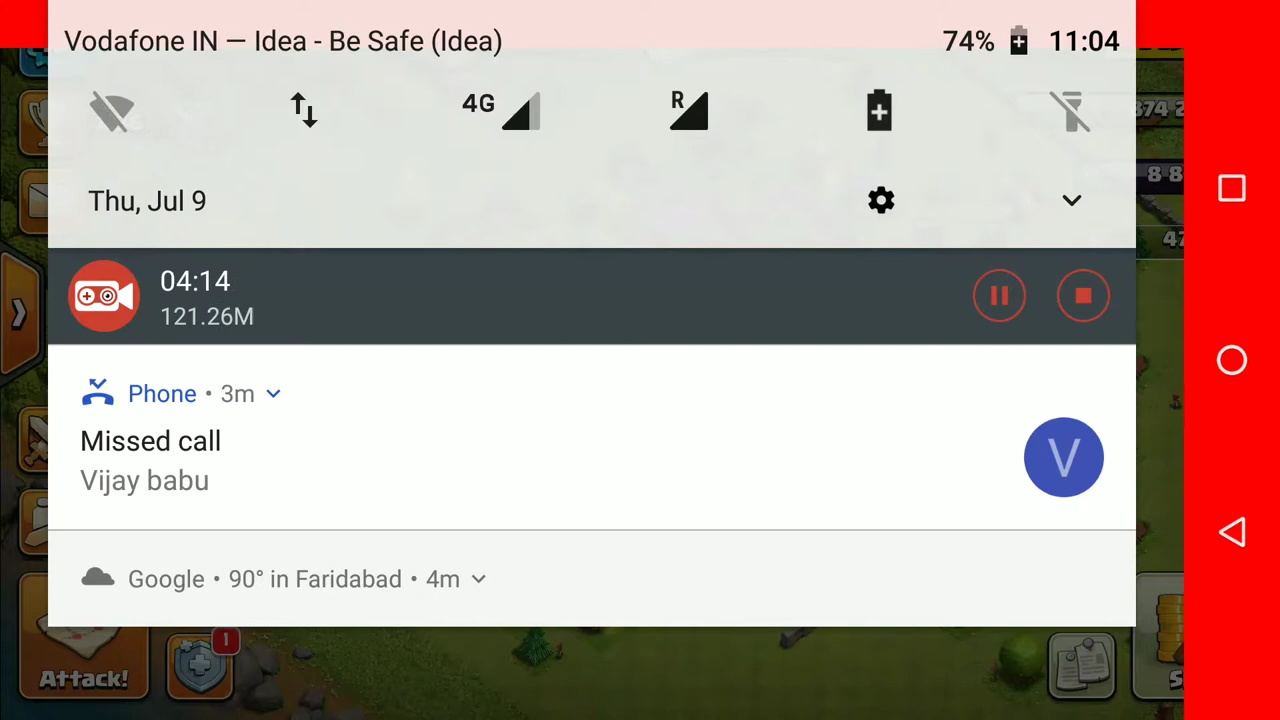 Vodafone IN — Idea - Be Safe (Idea)
74% 11:04
4G
R
Thu, Jul 9
04:14
121.26M
Phone • 3m
Missed call
Vijay babu
V
Google • 90° in Faridabad • 4m
1
Attack!